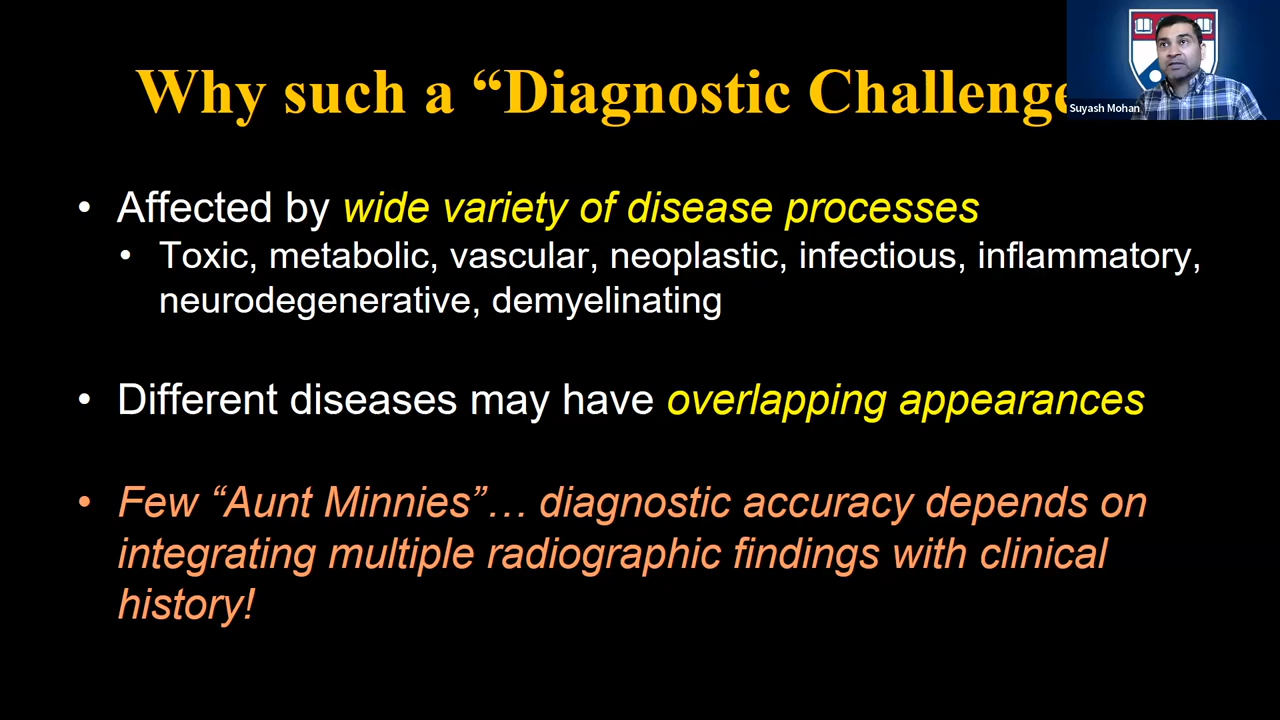 Why such a “Diagnostic Challenge
Suyash Mohan
• Affected by wide variety of disease processes
• Toxic, metabolic, vascular, neoplastic, infectious, inflammatory,
neurodegenerative, demyelinating
• Different diseases may have overlapping appearances
• Few “Aunt Minnies”… diagnostic accuracy depends on
integrating multiple radiographic findings with clinical
history!